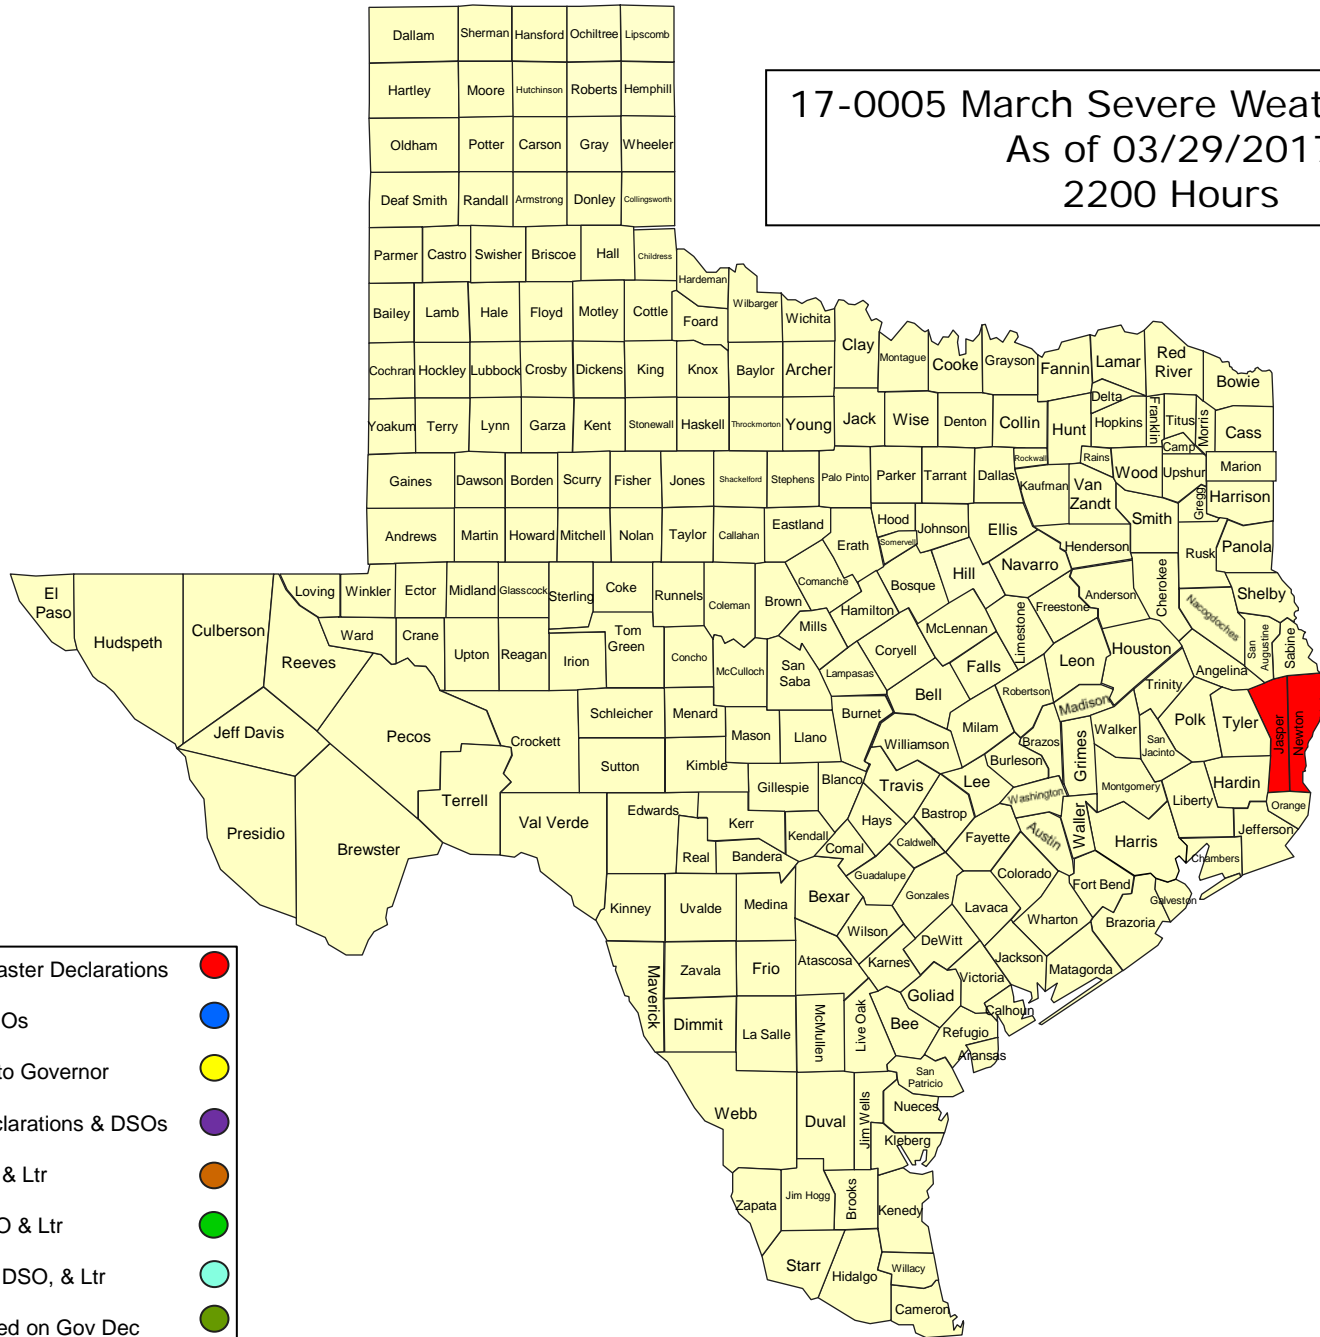 Dallam Sherman Hansford Ochiltree Lipscomb
Hartley Moore Hutchinson Roberts Hemphill
17-0005 March Severe Weat
As of 03/29/2017
2200 Hours
Oldham Potter Carson Gray Wheeler
Deaf Smith Randall Armstrong Donley Collingsworth
Parmer Castro Swisher Briscoe Hall Childress
Hardeman
Bailey Lamb Hale Floyd Motley Cottle Foard Wilbarger Wichita
Clay Montague Cooke Grayson Fannin Lamar Red
River
Bowie
Cochran Hockley Lubbock Crosby Dickens King Knox Baylor Archer
Delta
Yoakum Terry Lynn Garza Kent Stonewall Haskell Throckmorton Young Jack Wise Denton Collin Hunt Hopkins Franklin Titus Morris Cass
Camp
Rockwall Rains
Gaines Dawson Borden Scurry Fisher Jones Shackelford Stephens Palo Pinto Parker Tarrant Dallas Kaufman Van
Zandt
Wood Upshur Marion
Gregg Harrison
Andrews Martin Howard Mitchell Nolan Taylor Callahan Eastland Erath Hood Somervell Johnson Ellis Henderson Smith Rusk Panola
El
Paso
Hudspeth Culberson Loving Winkler Ector Midland Glasscock Sterling Coke Runnels Coleman Brown Comanche Hamilton Bosque Hill Navarro Freestone Anderson Cherokee Nacogdoches Shelby
Reeves Ward Crane Upton Reagan Irion Tom
Green
Concho McCulloch San
Saba
Mills Lampasas Coryell McLennan Limestone Falls Leon Houston Angelina San
Augustine
Sabine
Jeff Davis Pecos Crockett Schleicher Menard Mason Llano Burnet Bell Milam Robertson Madison Trinity
Williamson Brazos Grimes Walker San
Jacinto
Polk Tyler Jasper Newton
Terrell Sutton Kimble Gillespie Blanco Travis Lee Burleson Washington Montgomery Liberty Hardin Orange
Presidio Brewster Val Verde Edwards Kerr Real Bandera Kendall Hays Comal Caldwell Bastrop Fayette Austin Waller Harris Jefferson
Chambers
Kinney Uvalde Medina Bexar Guadalupe Gonzales Lavaca Colorado Fort Bend Galveston
Wilson Wharton Brazoria
Maverick Zavala Frio Atascosa Karnes DeWitt Jackson Matagorda
Victoria
Dimmit La Salle McMullen Live Oak Bee Goliad Calhoun
Refugio
Aransas
San
Patricio
Webb Duval Jim Wells Nueces
Kleberg
Zapata Jim Hogg Brooks Kenedy
Starr Hidalgo Willacy
Cameron
aster Declarations
Os
to Governor
clarations & DSOs
& Ltr
O & Ltr
DSO, & Ltr
ed on Gov Dec